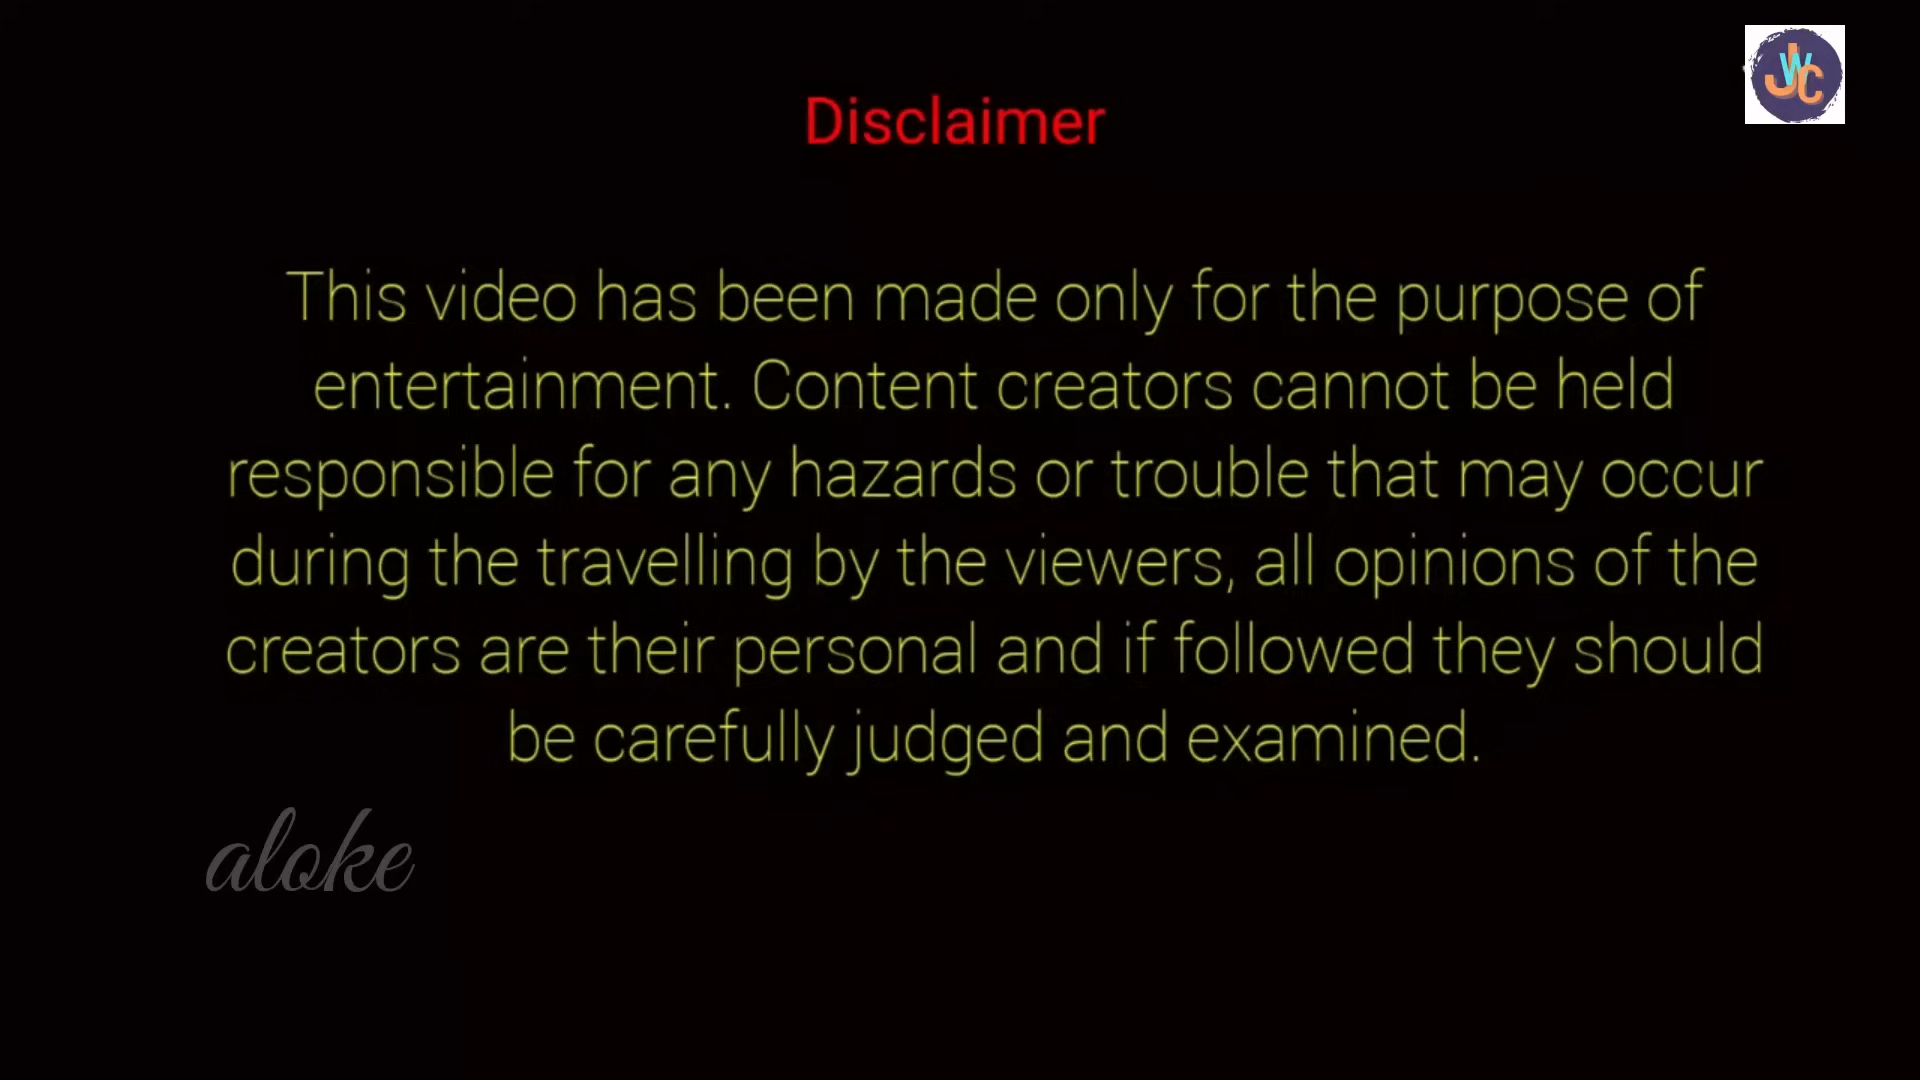 JWC
Disclaimer
This video has been made only for the purpose of
entertainment. Content creators cannot be held
responsible for any hazards or trouble that may occur
during the travelling by the viewers, all opinions of the
creators are their personal and if followed they should
be carefully judged and examined.
aloke